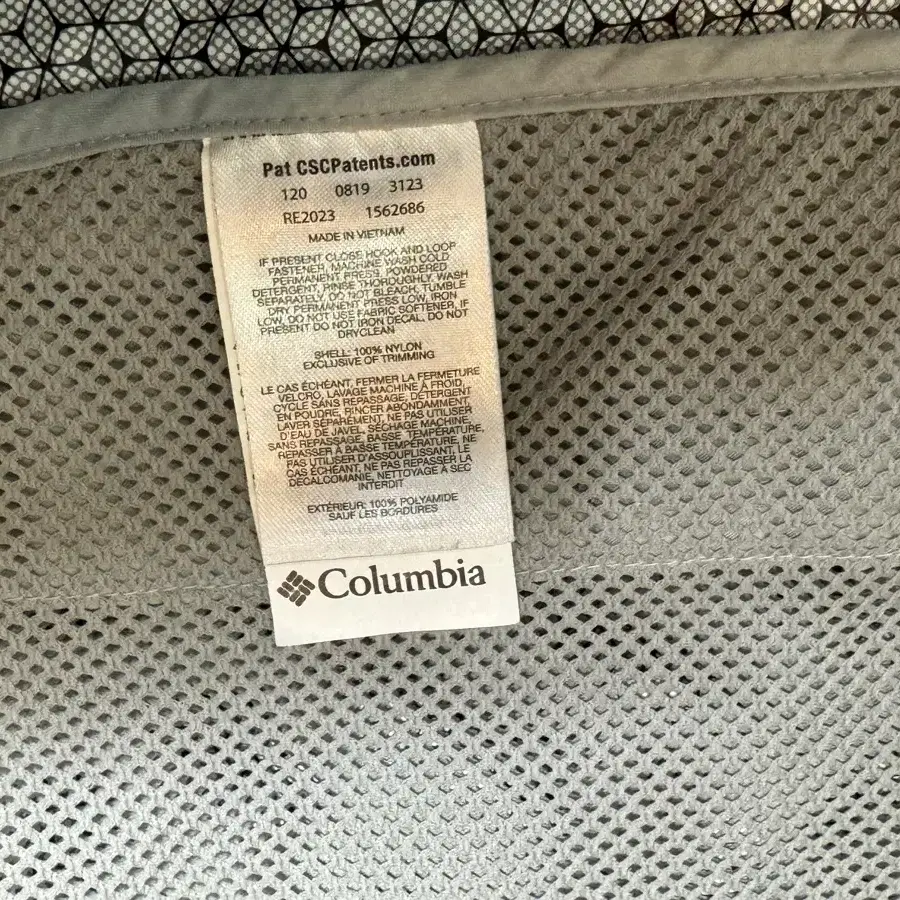 Pat CSCPatents.com
120 0819 3123
RE2023 1562686
MADE IN VIETNAM
IF PRESENT CLOSE HOOK AND LOOP
FASTENER, MACHINE WASH COLD
PERMANENT PRESS, POWDERED
DETERGENT, RINSE THOROUGHLY, WASH
SEPARATELY, DO NOT BLEACH, TUMBLE
DRY PERMANENT PRESS LOW, IRON
LOW, DO NOT USE FABRIC SOFTENER, IF
PRESENT DO NOT IRON DECAL, DO NOT
DRYCLEAN
SHELL: 100% NYLON
EXCLUSIVE OF TRIMMING
LE CAS ÉCHÉANT, FERMER LA FERMETURE
VELCRO, LAVAGE MACHINE À FROID,
CYCLE SANS REPASSAGE, DÉTERGENT
EN POUDRE, RINCER ABONDAMMENT,
LAVER SÉPARÉMENT, NE PAS UTILISER
D'EAU DE JAVEL, SÉCHAGE MACHINE,
SANS REPASSAGE, BASSE TEMPÉRATURE,
REPASSER À BASSE TEMPÉRATURE, NE
PAS UTILISER D'ASSOUPLISSANT, LE
CAS ÉCHÉANT, NE PAS REPASSER LA
DÉCALCOMANIE, NETTOYAGE À SEC
INTERDIT
EXTÉRIEUR: 100% POLYAMIDE
SAUF LES BORDURES
Columbia